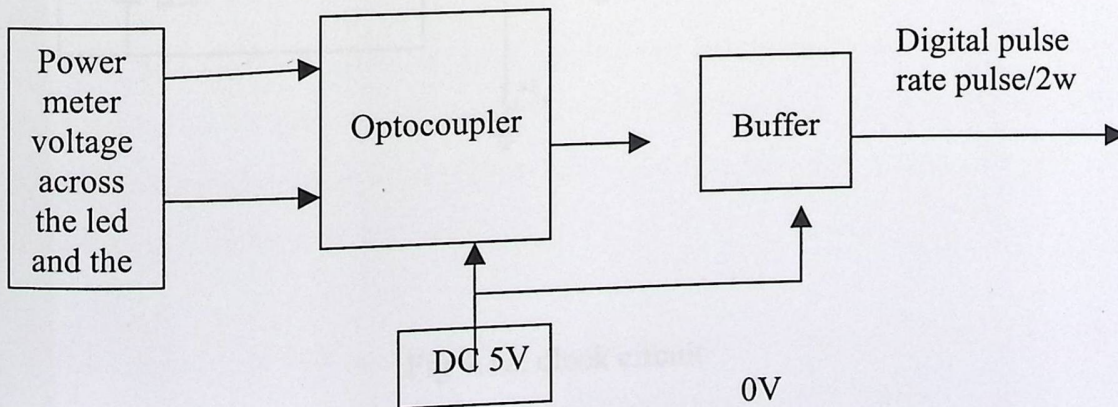 Power
meter
voltage
across
the led
and the
Optocoupler
Buffer
Digital pulse
rate pulse/2w
DC 5V
0V